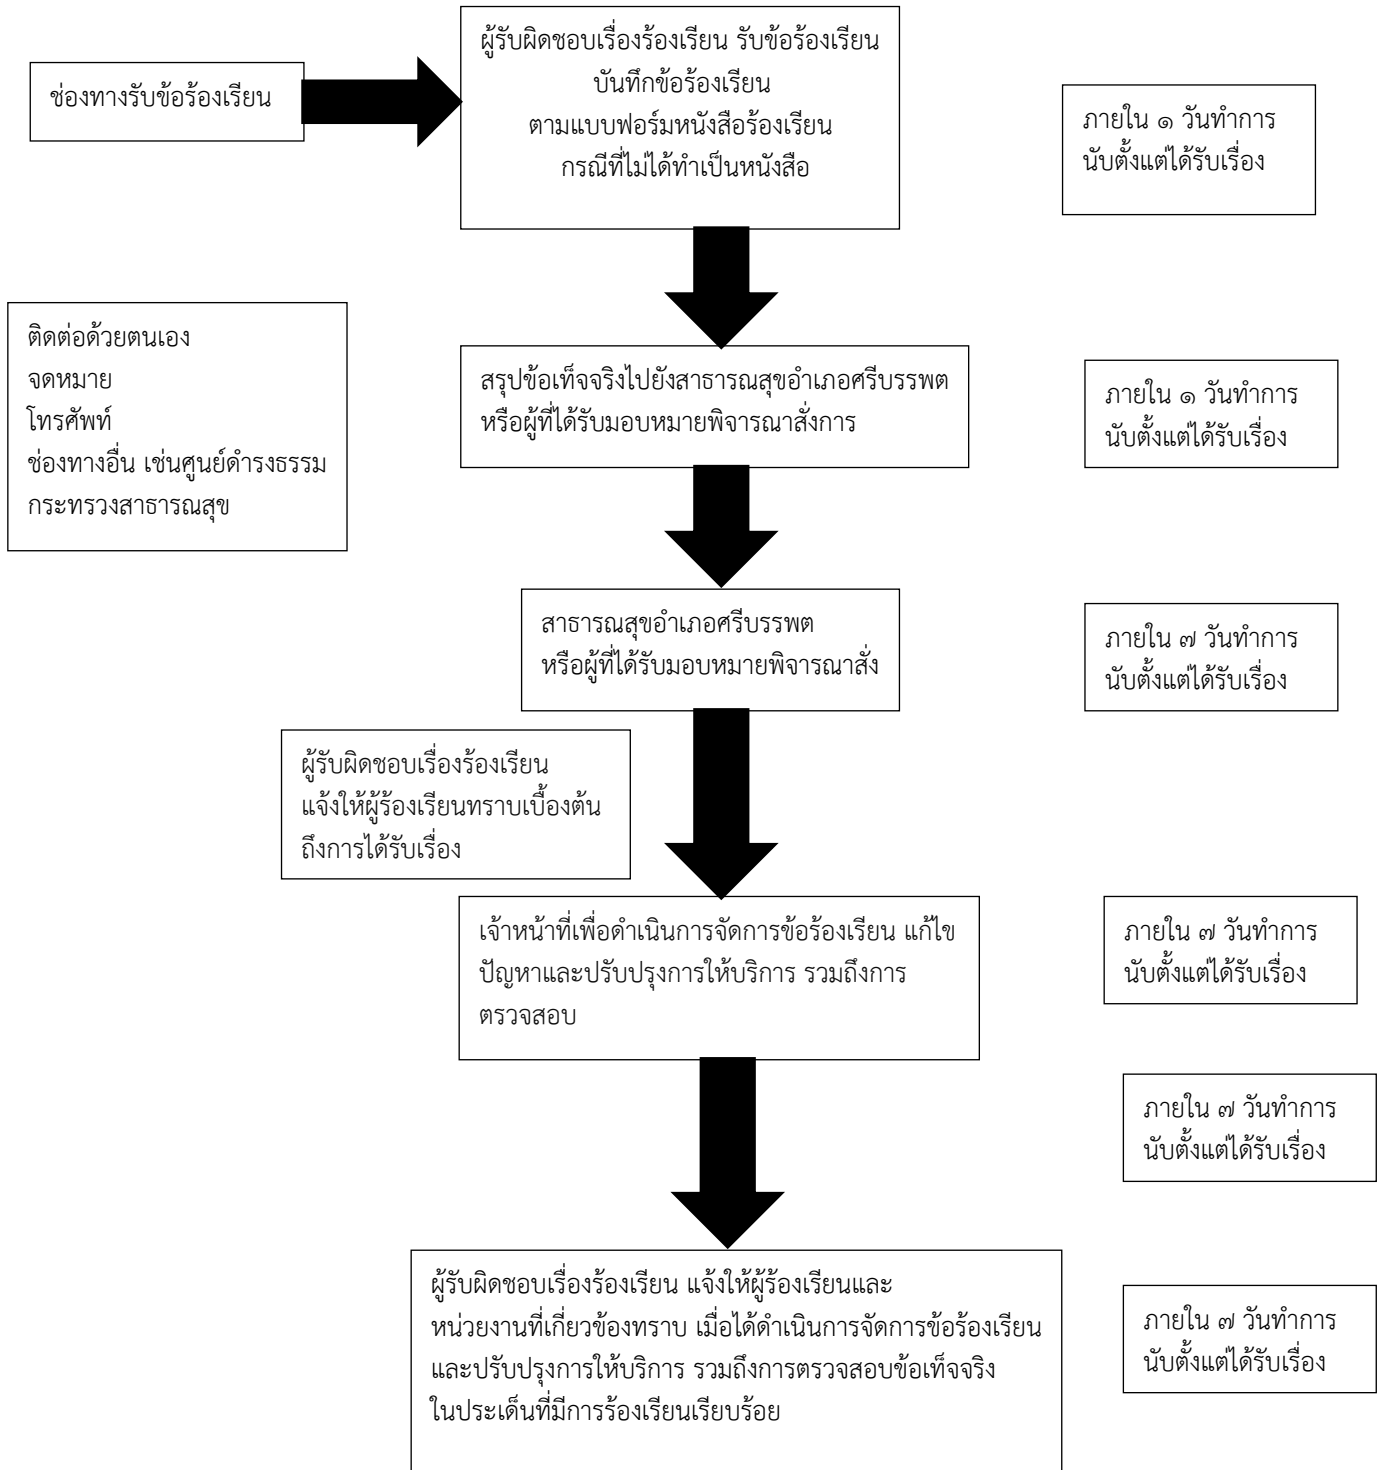 ช่องทางรับข้อร้องเรียน
ผู้รับผิดชอบเรื่องร้องเรียน รับข้อร้องเรียน
บันทึกข้อร้องเรียน
ตามแบบฟอร์มหนังสือร้องเรียน
กรณีที่ไม่ได้ทำเป็นหนังสือ
ภายใน ๑ วันทำการ
นับตั้งแต่ได้รับเรื่อง
ติดต่อด้วยตนเอง
จดหมาย
โทรศัพท์
ช่องทางอื่น เช่นศูนย์ดำรงธรรม
กระทรวงสาธารณสุข
สรุปข้อเท็จจริงไปยังสาธารณสุขอำเภอศรีบรรพต
หรือผู้ที่ได้รับมอบหมายพิจารณาสั่งการ
ภายใน ๑ วันทำการ
นับตั้งแต่ได้รับเรื่อง
สาธารณสุขอำเภอศรีบรรพต
หรือผู้ที่ได้รับมอบหมายพิจารณาสั่ง
ภายใน ๗ วันทำการ
นับตั้งแต่ได้รับเรื่อง
ผู้รับผิดชอบเรื่องร้องเรียน
แจ้งให้ผู้ร้องเรียนทราบเบื้องต้น
ถึงการได้รับเรื่อง
เจ้าหน้าที่เพื่อดำเนินการจัดการข้อร้องเรียน แก้ไข
ปัญหาและปรับปรุงการให้บริการ รวมถึงการ
ตรวจสอบ
ภายใน ๗ วันทำการ
นับตั้งแต่ได้รับเรื่อง
ภายใน ๗ วันทำการ
นับตั้งแต่ได้รับเรื่อง
ผู้รับผิดชอบเรื่องร้องเรียน แจ้งให้ผู้ร้องเรียนและ
หน่วยงานที่เกี่ยวข้องทราบ เมื่อได้ดำเนินการจัดการข้อร้องเรียน
และปรับปรุงการให้บริการ รวมถึงการตรวจสอบข้อเท็จจริง
ในประเด็นที่มีการร้องเรียนเรียบร้อย
ภายใน ๗ วันทำการ
นับตั้งแต่ได้รับเรื่อง